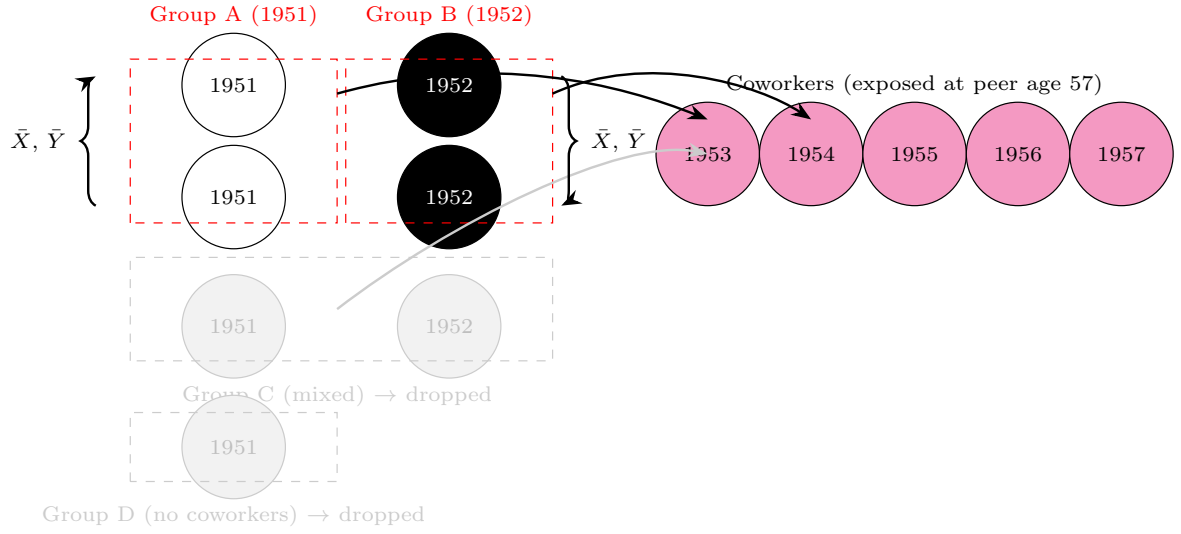 Group A (1951)
Group B (1952)
1951
1952
Coworkers (exposed at peer age 57)
X̄, Ȳ
X̄, Ȳ
1953
1954
1955
1956
1957
1951
1952
1951
1952
Group C (mixed) → dropped
1951
Group D (no coworkers) → dropped